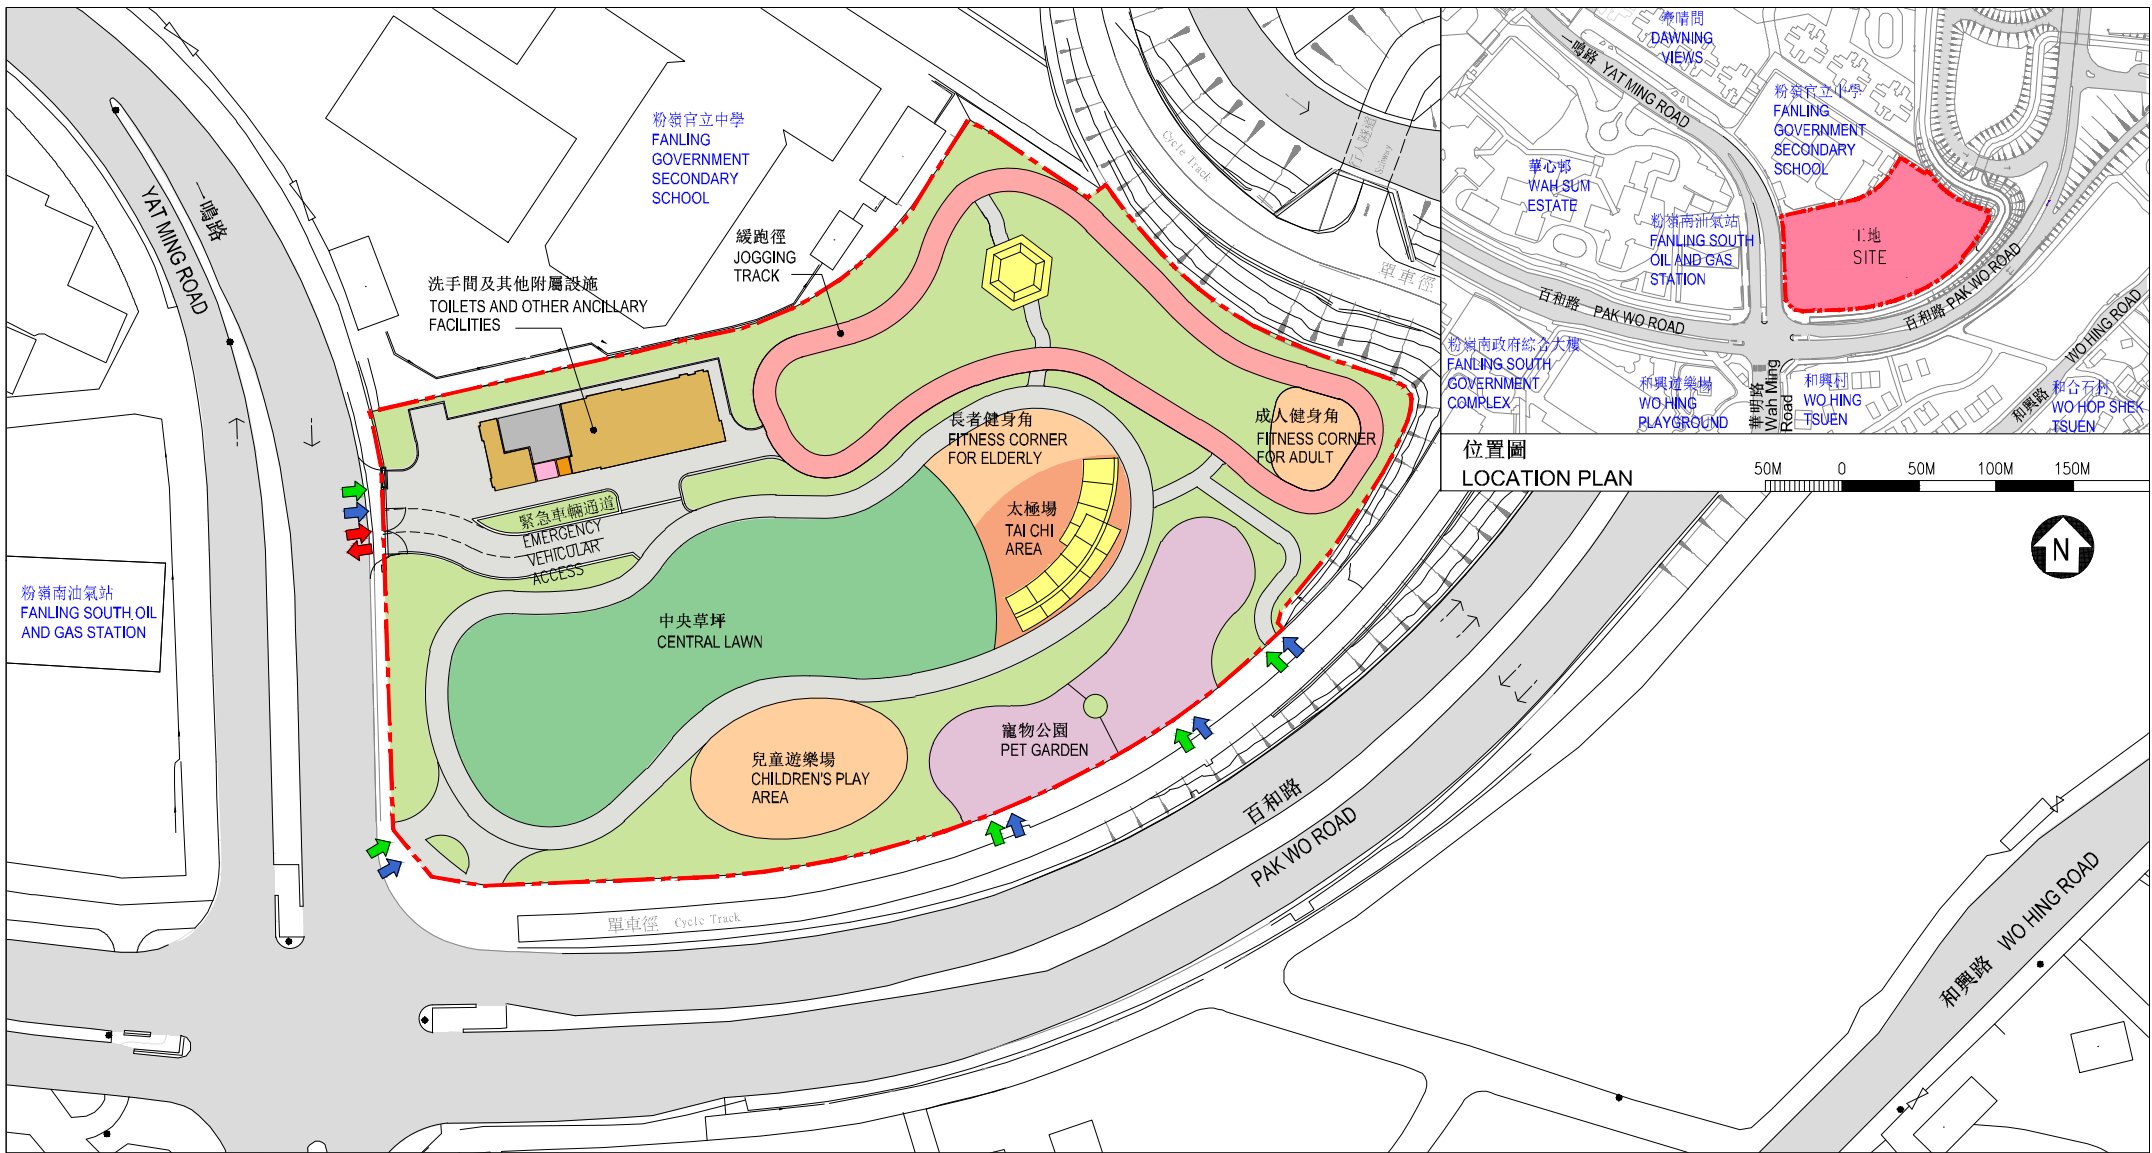 粉嶺官立中學
FANLING
GOVERNMENT
SECONDARY
SCHOOL
一鳴路
YAT MING ROAD
緩跑徑
JOGGING
TRACK
洗手間及其他附屬設施
TOILETS AND OTHER ANCILLARY
FACILITIES
Cycle Track
行人隧道
Subway
單車徑
長者健身角
FITNESS CORNER
FOR ELDERLY
成人健身角
FITNESS CORNER
FOR ADULT
太極場
TAI CHI
AREA
緊急車輛通道
EMERGENCY
VEHICULAR
ACCESS
粉嶺南油氣站
FANLING SOUTH OIL
AND GAS STATION
中央草坪
CENTRAL LAWN
寵物公園
PET GARDEN
兒童遊樂場
CHILDREN'S PLAY
AREA
百和路
PAK WO ROAD
單車徑 Cycle Track
和興路 WO HING ROAD
DAWNING
VIEWS
一鳴路 YAT MING ROAD
粉嶺官立中學
FANLING
GOVERNMENT
SECONDARY
SCHOOL
華心邨
WAH SUM
ESTATE
粉嶺南油氣站
FANLING SOUTH
OIL AND GAS
STATION
工地
SITE
百和路 PAK WO ROAD
百和路 PAK WO ROAD
粉嶺南政府綜合大樓
FANLING SOUTH
GOVERNMENT
COMPLEX
和興遊樂場
WO HING
PLAYGROUND
華明路
Wah Ming
Road
和興村
WO HING
TSUEN
和興路 WO HING ROAD
和合石村
WO HOP SHEK
TSUEN
位置圖
LOCATION PLAN
50M 0 50M 100M 150M
N